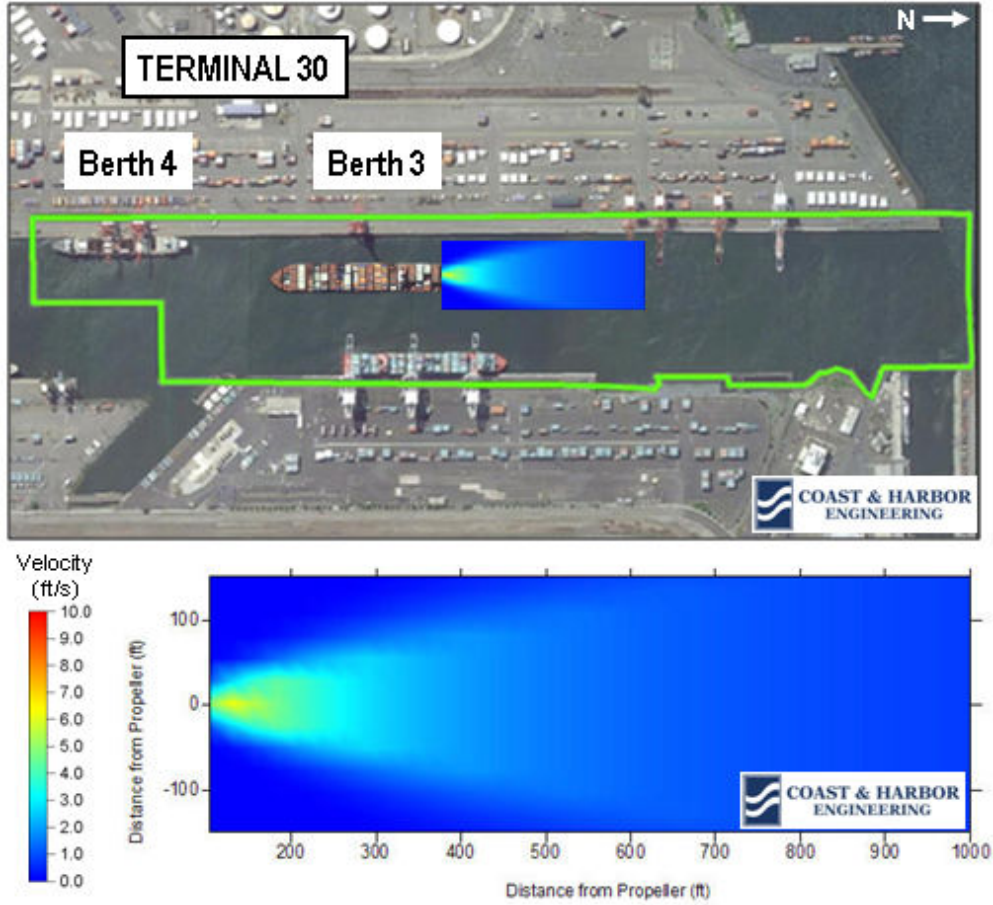 N
TERMINAL 30
Berth 4
Berth 3
COAST & HARBOR
ENGINEERING
Velocity
(ft/s)
10.0
9.0
8.0
7.0
6.0
5.0
4.0
3.0
2.0
1.0
0.0
Distance from Propeller (ft)
100
0
-100
COAST & HARBOR
ENGINEERING
200 300 400 500 600 700 800 900 1000
Distance from Propeller (ft)